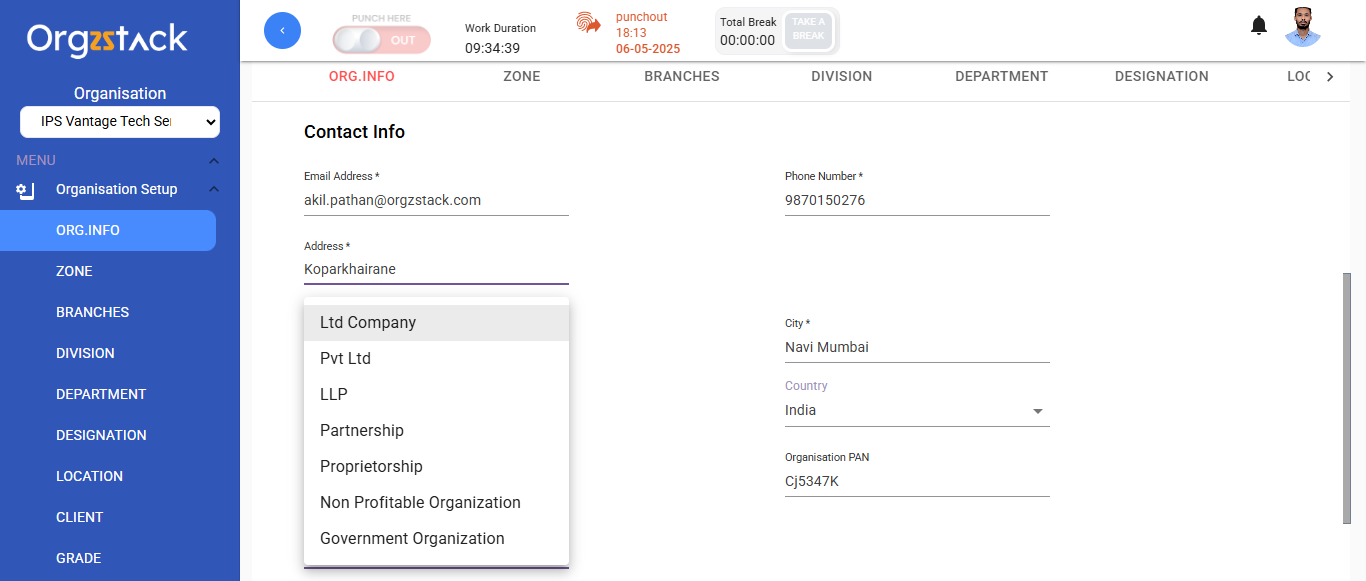 Orgzstack
Organisation
IPS Vantage Tech Ser
MENU
Organisation Setup
ORG.INFO
ZONE
BRANCHES
DIVISION
DEPARTMENT
DESIGNATION
LOCATION
CLIENT
GRADE
PUNCH HERE
OUT
Work Duration
09:34:39
punchout
18:13
06-05-2025
Total Break
00:00:00
TAKE A
BREAK
ORG.INFO ZONE BRANCHES DIVISION DEPARTMENT DESIGNATION LOC
Contact Info
Email Address *
akil.pathan@orgzstack.com
Phone Number *
9870150276
Address *
Koparkhairane
Ltd Company
Pvt Ltd
LLP
Partnership
Proprietorship
Non Profitable Organization
Government Organization
City *
Navi Mumbai
Country
India
Organisation PAN
Cj5347K